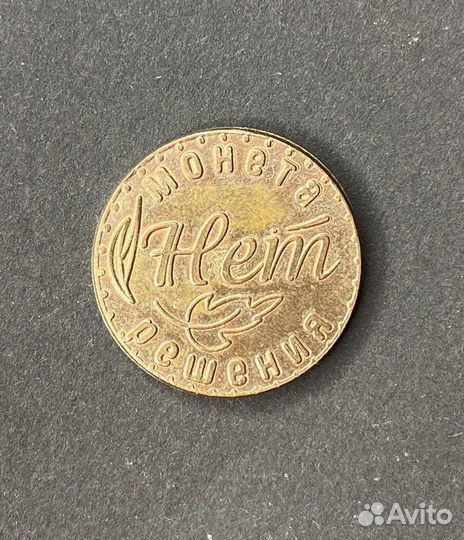 монета
Нет
решения
Avito